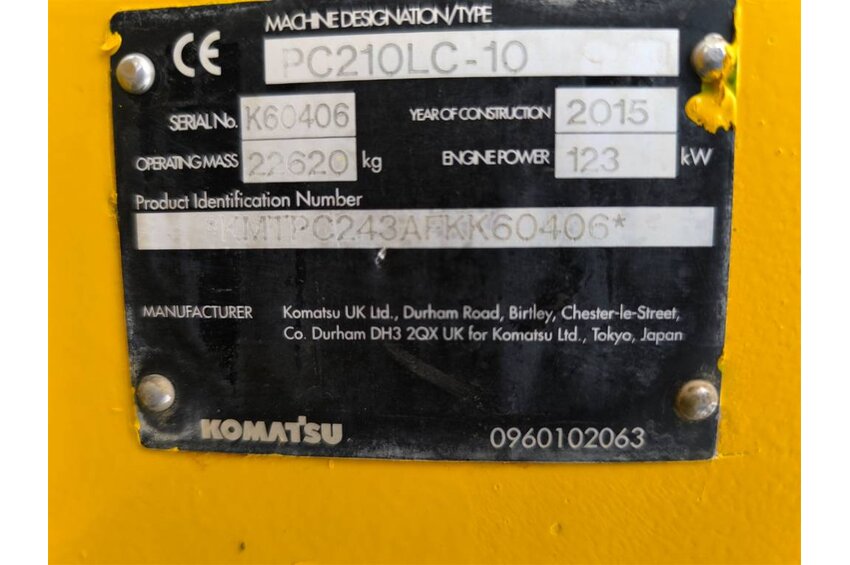 MACHINE DESIGNATION/TYPE
CE PC210LC-10
SERIAL No. K60406 YEAR OF CONSTRUCTION 2015
OPERATING MASS 22620 kg ENGINE POWER 123 kW
Product Identification Number
*KMTPC243AFKK60406*
MANUFACTURER Komatsu UK Ltd., Durham Road, Birtley, Chester-le-Street,
Co. Durham DH3 2QX UK for Komatsu Ltd., Tokyo, Japan
KOMATSU 0960102063